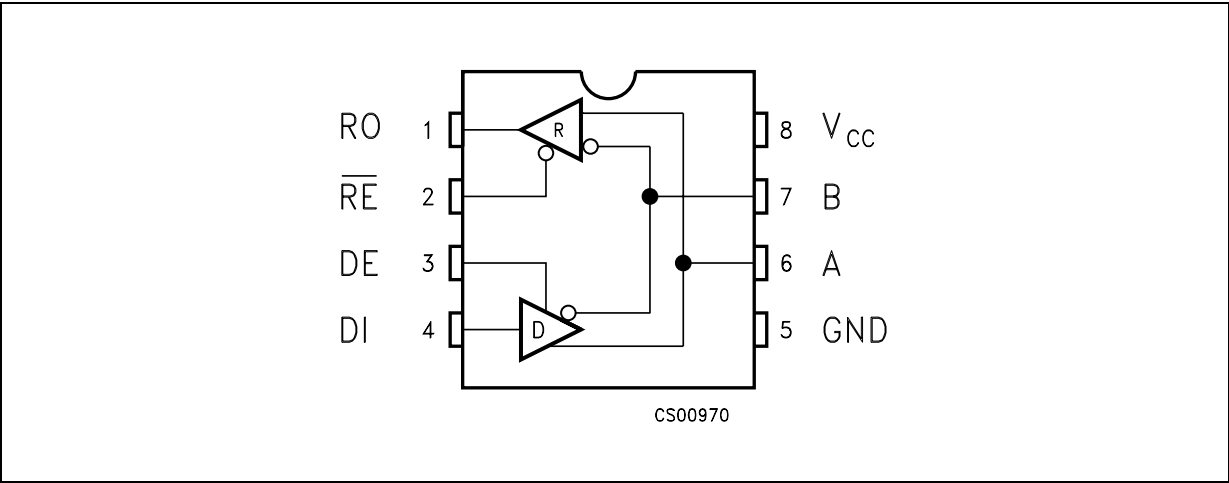 RO 1 R 8 VCC
RE 2 7 B
DE 3 6 A
DI 4 D 5 GND
CS00970